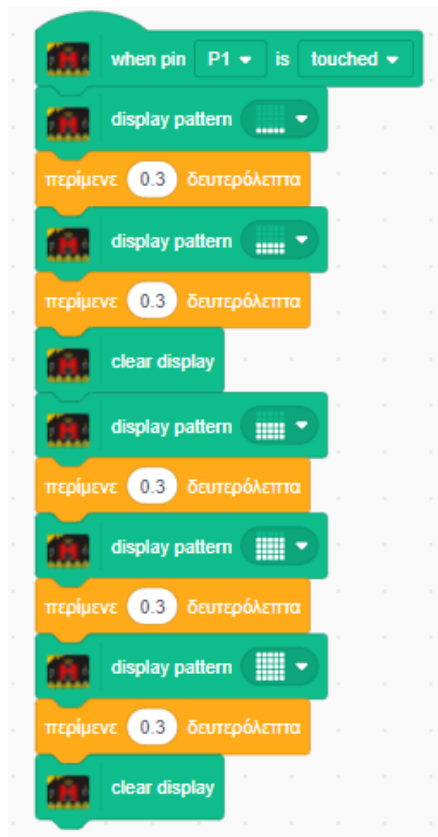 when pin P1 is touched
display pattern
περίμενε 0.3 δευτερόλεπτα
display pattern
περίμενε 0.3 δευτερόλεπτα
clear display
display pattern
περίμενε 0.3 δευτερόλεπτα
display pattern
περίμενε 0.3 δευτερόλεπτα
display pattern
περίμενε 0.3 δευτερόλεπτα
clear display